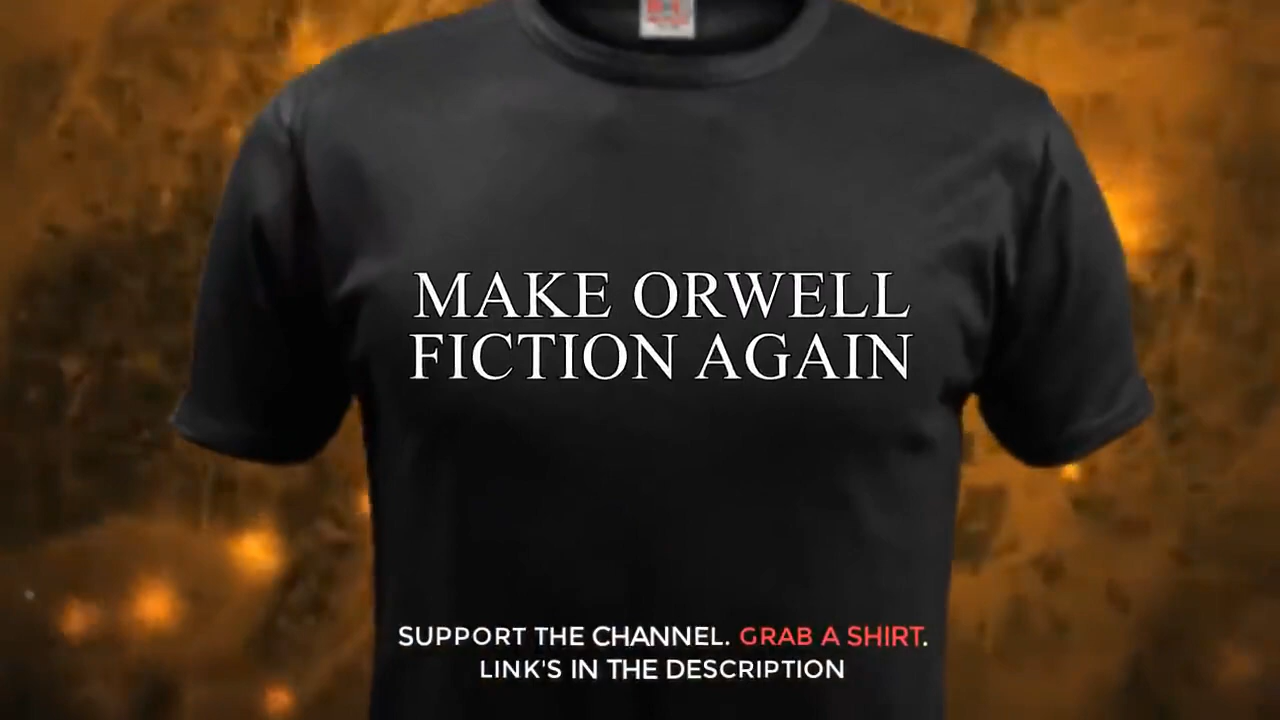 MAKE ORWELL
FICTION AGAIN
SUPPORT THE CHANNEL. GRAB A SHIRT.
LINK'S IN THE DESCRIPTION